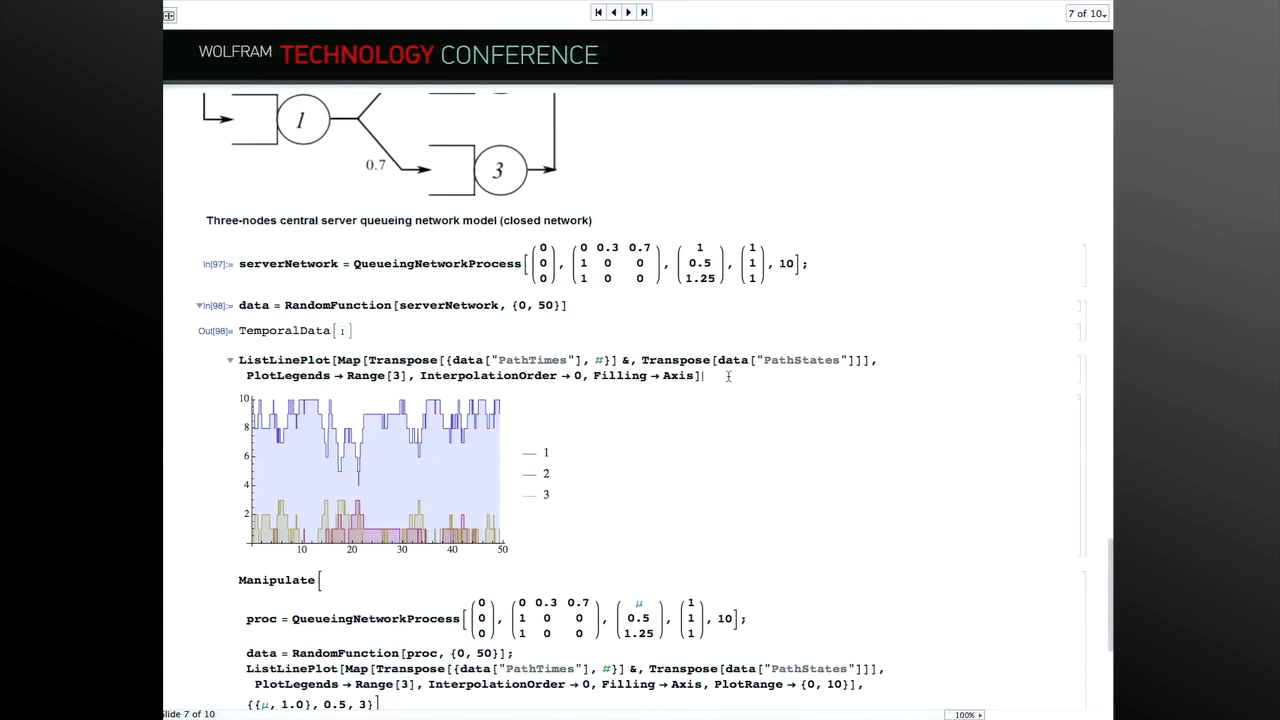 7 of 10
WOLFRAM TECHNOLOGY CONFERENCE
1
0.7
3
Three-nodes central server queueing network model (closed network)
In[97]:= serverNetwork = QueueingNetworkProcess[(0 0 0), (0 0.3 0.7 1 0 0 1 0 0), (1 0.5 1.25), (1 1 1), 10];
In[98]:= data = RandomFunction[serverNetwork, {0, 50}]
Out[98]= TemporalData[1]
ListLinePlot[Map[Transpose[{data["PathTimes"], #}] &, Transpose[data["PathStates"]]],
PlotLegends → Range[3], InterpolationOrder → 0, Filling → Axis]
10
8
6
4
2
10 20 30 40 50
1
2
3
Manipulate[
proc = QueueingNetworkProcess[(0 0 0), (0 0.3 0.7 1 0 0 1 0 0), (μ 0.5 1.25), (1 1 1), 10];
data = RandomFunction[proc, {0, 50}];
ListLinePlot[Map[Transpose[{data["PathTimes"], #}] &, Transpose[data["PathStates"]]],
PlotLegends → Range[3], InterpolationOrder → 0, Filling → Axis, PlotRange → {0, 10}],
{{μ, 1.0}, 0.5, 3}]
Slide 7 of 10
100%